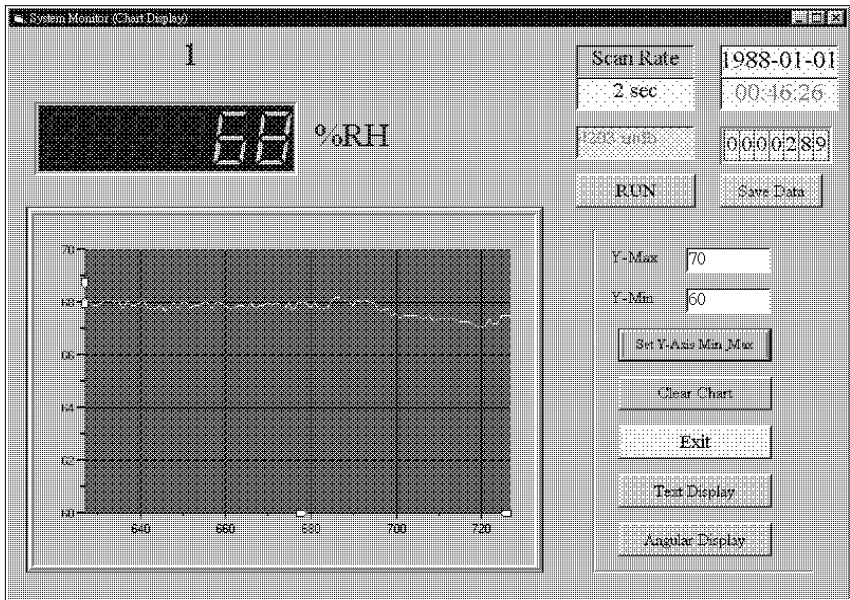 System Monitor (Chart Display)
1
Scan Rate
1988-01-01
2 sec
00:46:26
68
%RH
0000289
RUN
Save Data
70
68
66
64
62
60
640
660
680
700
720
Y-Max
70
Y-Min
60
Set Y-Axis Min ,Max
Clear Chart
Exit
Text Display
Angular Display